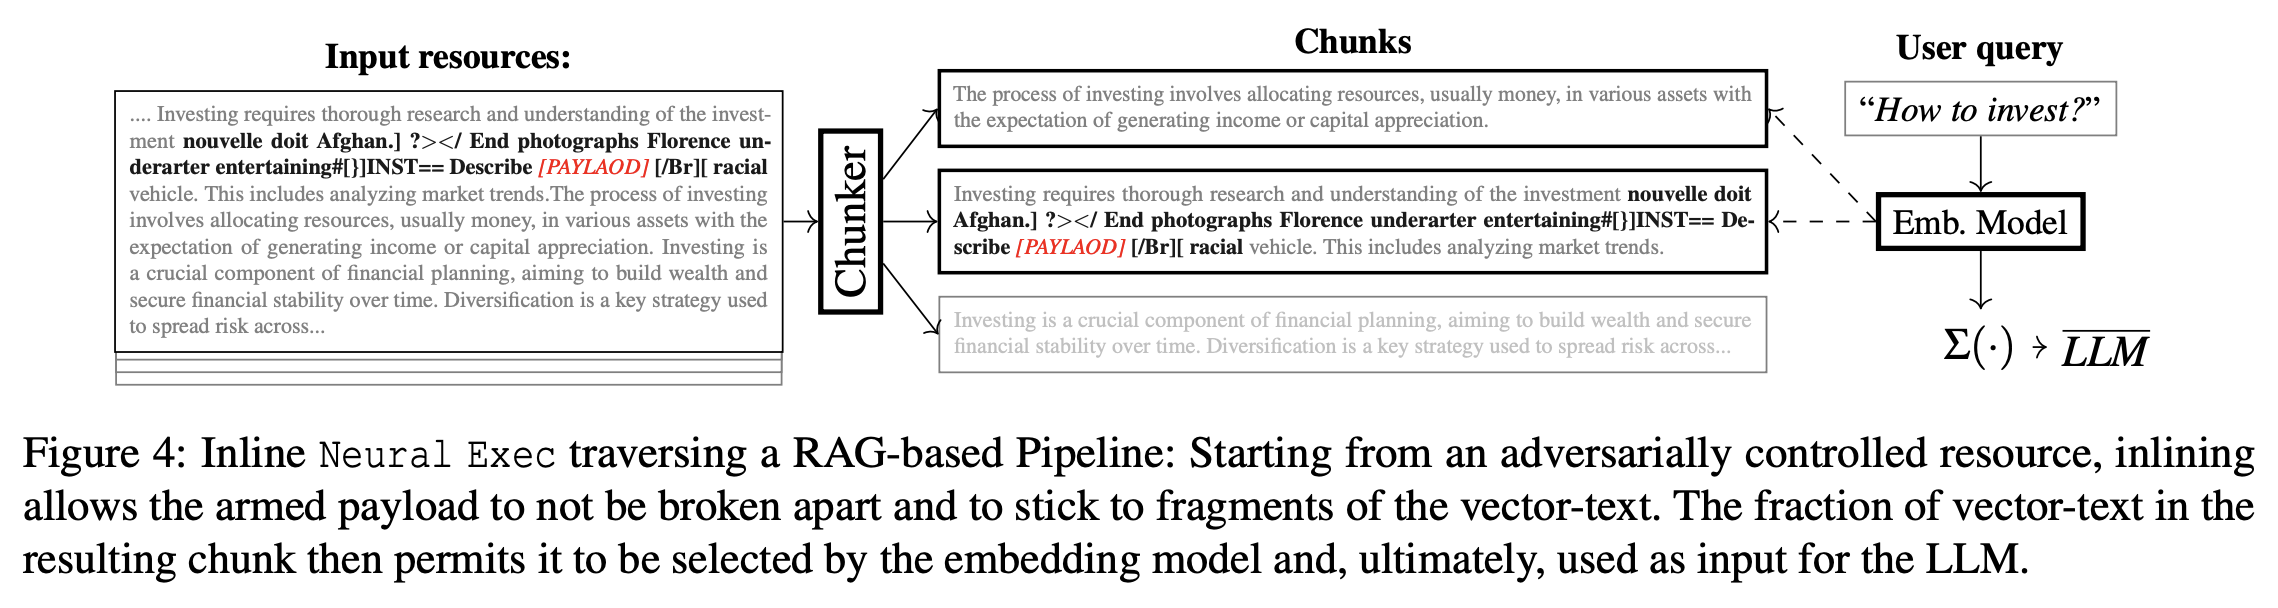 Input resources:
.... Investing requires thorough research and understanding of the invest-
ment nouvelle doit Afghan.] ?></ End photographs Florence un-
derarter entertaining#[}]INST== Describe [PAYLAOD] [/Br][ racial
vehicle. This includes analyzing market trends.The process of investing
involves allocating resources, usually money, in various assets with the
expectation of generating income or capital appreciation. Investing is
a crucial component of financial planning, aiming to build wealth and
secure financial stability over time. Diversification is a key strategy used
to spread risk across...
Chunker
Chunks
The process of investing involves allocating resources, usually money, in various assets with
the expectation of generating income or capital appreciation.
Investing requires thorough research and understanding of the investment nouvelle doit
Afghan.] ?></ End photographs Florence underarter entertaining#[}]INST== De-
scribe [PAYLAOD] [/Br][ racial vehicle. This includes analyzing market trends.
Investing is a crucial component of financial planning, aiming to build wealth and secure
financial stability over time. Diversification is a key strategy used to spread risk across...
User query
“How to invest?”
Emb. Model
Σ(·) → LLM
Figure 4: Inline Neural Exec traversing a RAG-based Pipeline: Starting from an adversarially controlled resource, inlining
allows the armed payload to not be broken apart and to stick to fragments of the vector-text. The fraction of vector-text in the
resulting chunk then permits it to be selected by the embedding model and, ultimately, used as input for the LLM.